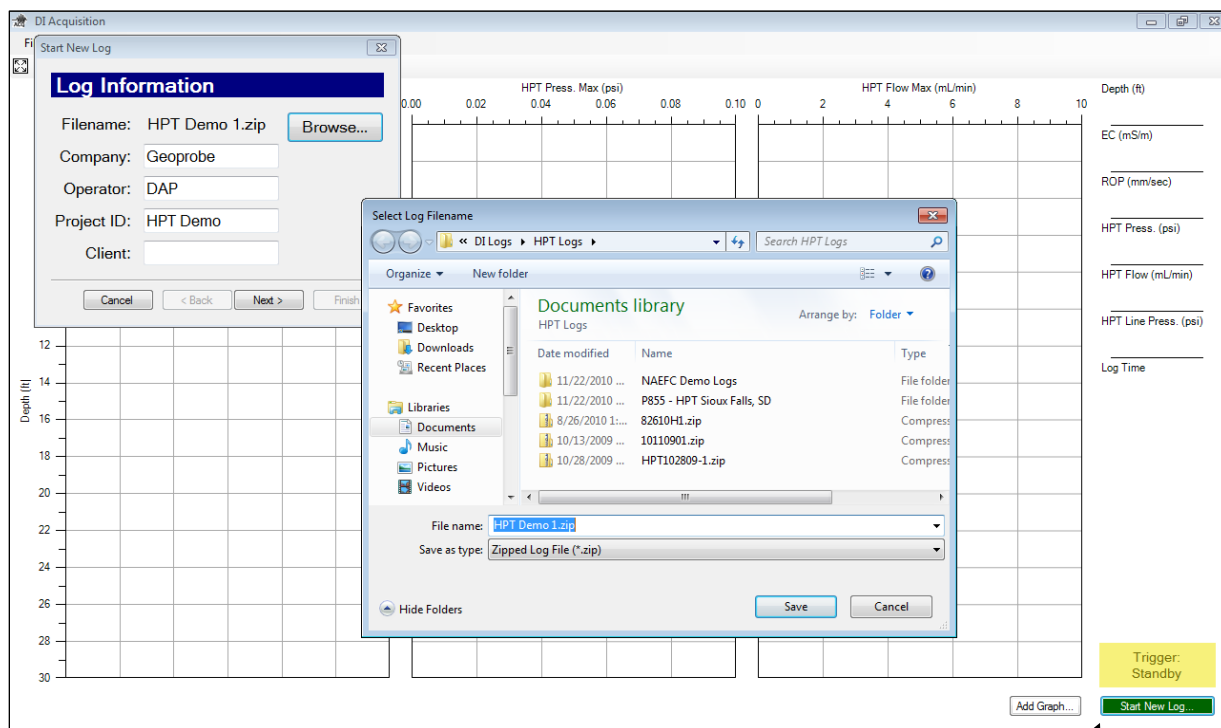 DI Acquisition
Fi
Start New Log
Log Information
Filename: HPT Demo 1.zip Browse...
Company: Geoprobe
Operator: DAP
Project ID: HPT Demo
Client:
Cancel < Back Next > Finish
HPT Press. Max (psi)
0.00 0.02 0.04 0.06 0.08 0.10
HPT Flow Max (mL/min)
0 2 4 6 8 10
Depth (ft)
EC (mS/m)
ROP (mm/sec)
HPT Press. (psi)
HPT Flow (mL/min)
HPT Line Press. (psi)
Log Time
Select Log Filename
« DI Logs HPT Logs Search HPT Logs
Organize New folder
Favorites
Desktop
Downloads
Recent Places
Libraries
Documents
Music
Pictures
Videos
Documents library
HPT Logs
Arrange by: Folder
Date modified Name Type
11/22/2010 ... NAEFC Demo Logs File folder
11/22/2010 ... P855 - HPT Sioux Falls, SD File folder
8/26/2010 1:... 82610H1.zip Compress
10/13/2009 ... 10110901.zip Compress
10/28/2009 ... HPT102809-1.zip Compress
File name: HPT Demo 1.zip
Save as type: Zipped Log File (*.zip)
Hide Folders Save Cancel
Depth [ft]
12
14
16
18
20
22
24
26
28
30
Trigger:
Standby
Add Graph... Start New Log...